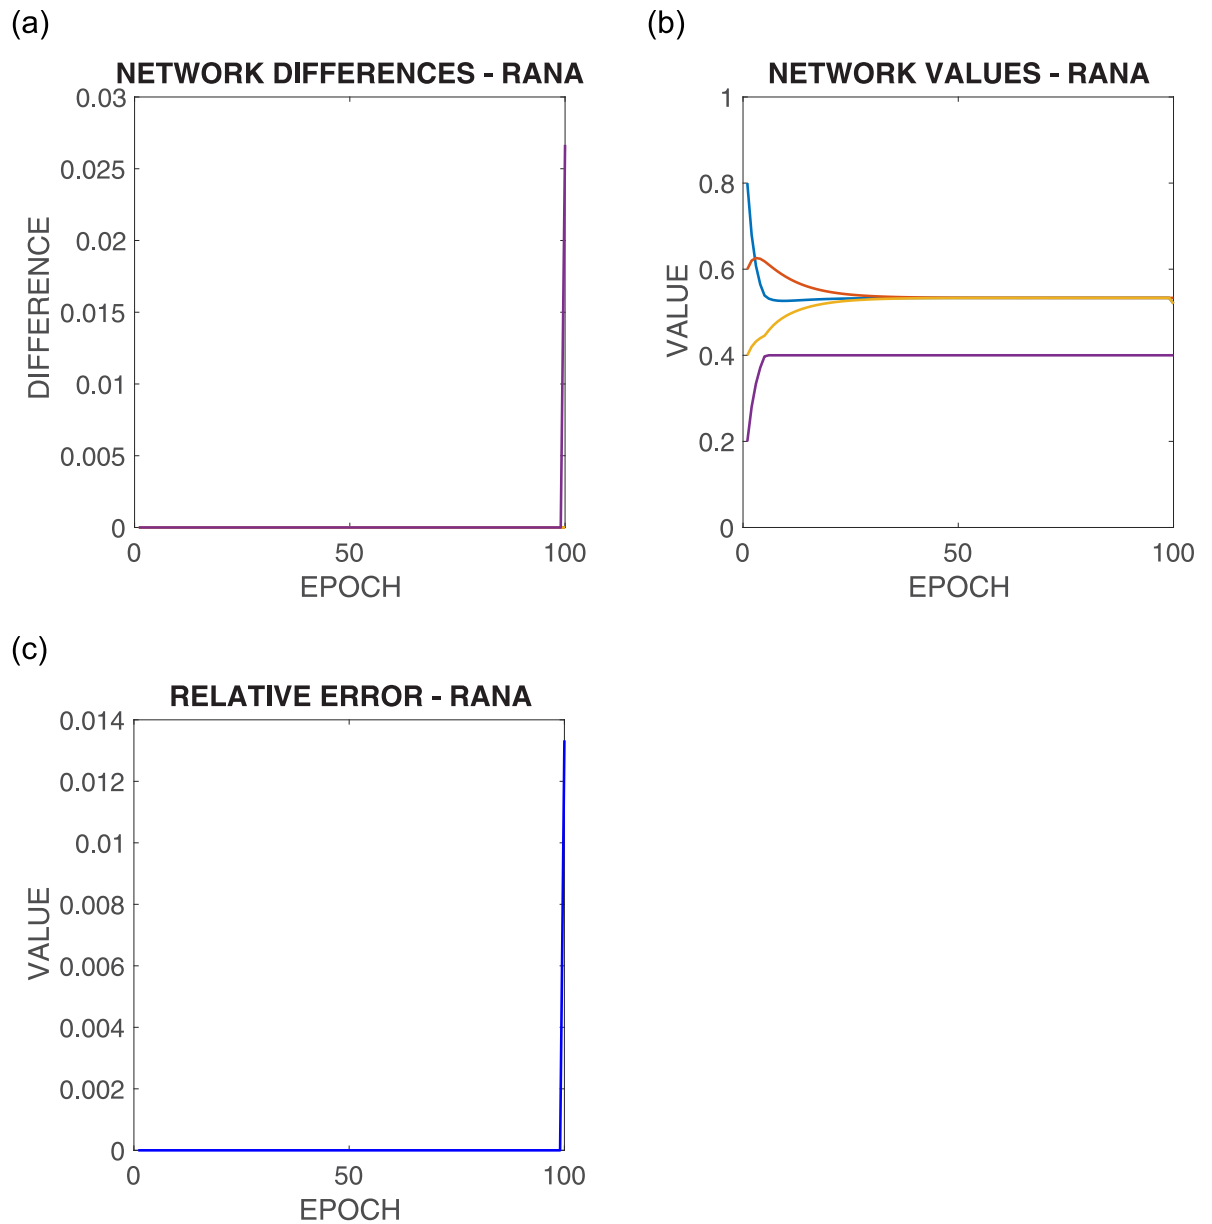 (a)
NETWORK DIFFERENCES - RANA
0.03
0.025
0.02
0.015
0.01
0.005
0
DIFFERENCE
0 50 100
EPOCH
(b)
NETWORK VALUES - RANA
1
0.8
0.6
0.4
0.2
0
VALUE
0 50 100
EPOCH
(c)
RELATIVE ERROR - RANA
0.014
0.012
0.01
0.008
0.006
0.004
0.002
0
VALUE
0 50 100
EPOCH